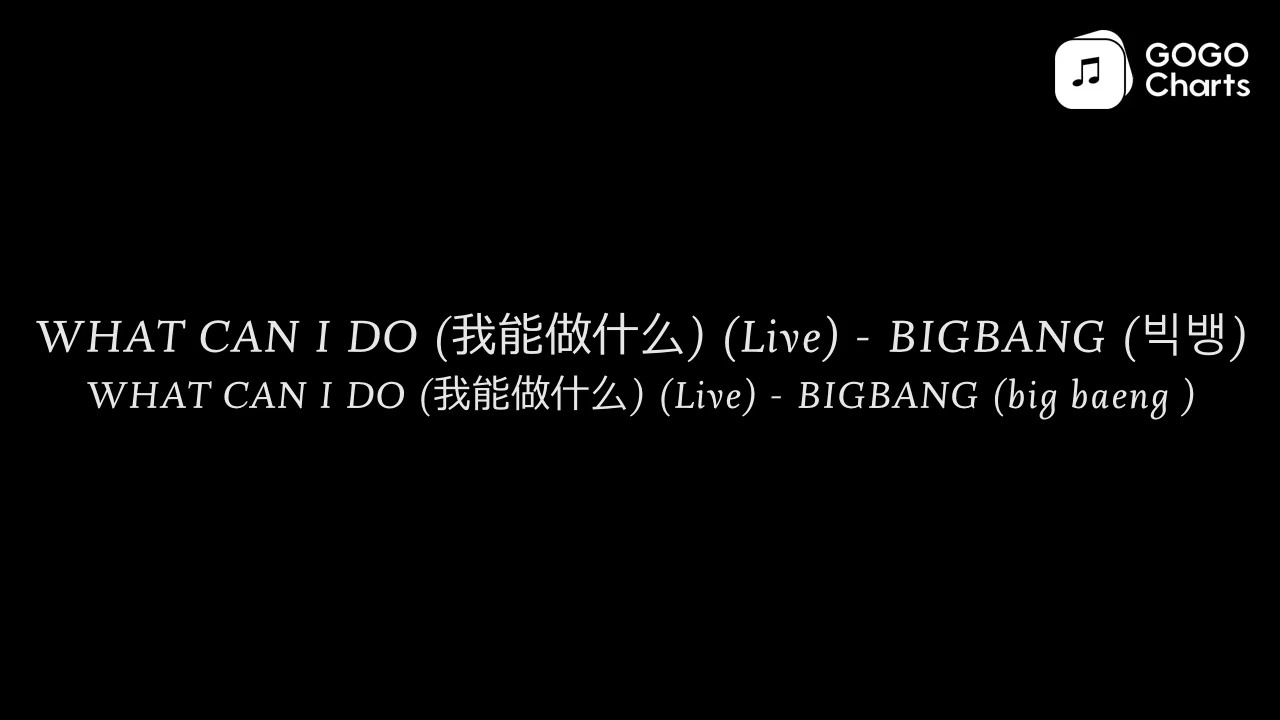 GOGO
Charts
WHAT CAN I DO (我能做什么) (Live) - BIGBANG (빅뱅)
WHAT CAN I DO (我能做什么) (Live) - BIGBANG (big baeng )